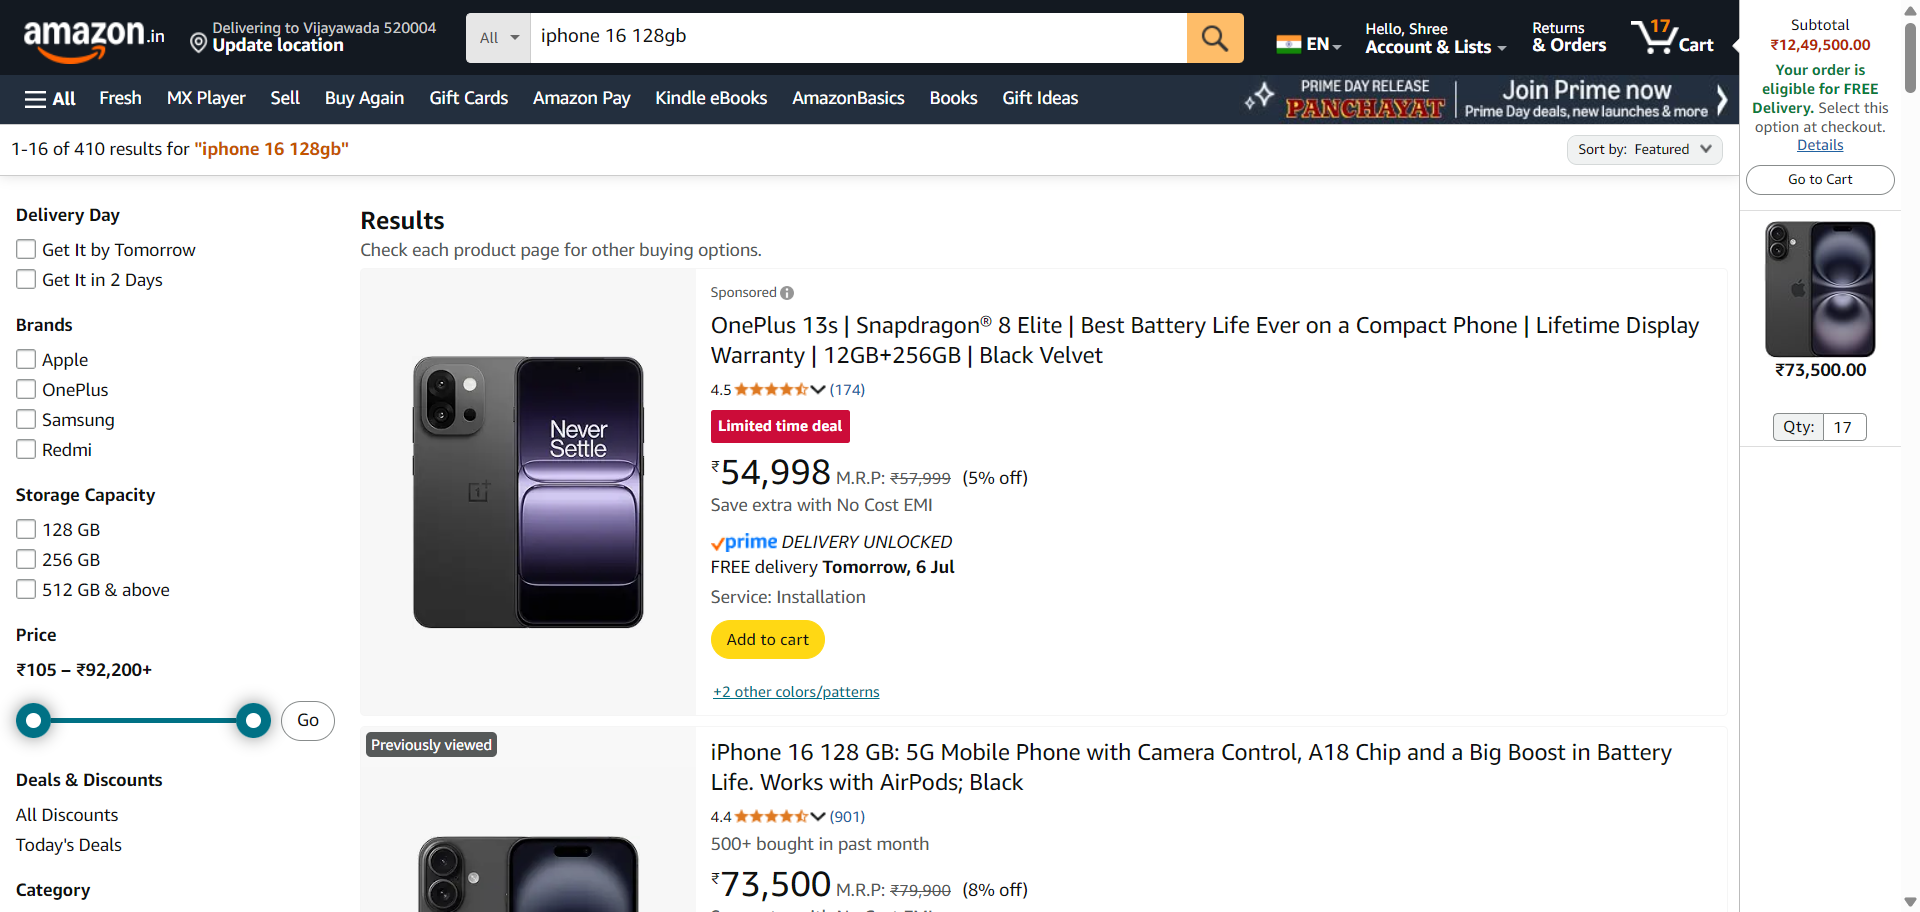 amazon.in
Delivering to Vijayawada 520004
Update location
All
iphone 16 128gb
EN
Hello, Shree
Account & Lists
Returns
& Orders
17
Cart
All
Fresh
MX Player
Sell
Buy Again
Gift Cards
Amazon Pay
Kindle eBooks
AmazonBasics
Books
Gift Ideas
PRIME DAY RELEASE
PANCHAYAT
Join Prime now
Prime Day deals, new launches & more
1-16 of 410 results for "iphone 16 128gb"
Sort by: Featured
Delivery Day
Get It by Tomorrow
Get It in 2 Days
Brands
Apple
OnePlus
Samsung
Redmi
Storage Capacity
128 GB
256 GB
512 GB & above
Price
₹105 – ₹92,200+
Go
Deals & Discounts
All Discounts
Today's Deals
Category
Results
Check each product page for other buying options.
Never
Settle
Sponsored
OnePlus 13s | Snapdragon® 8 Elite | Best Battery Life Ever on a Compact Phone | Lifetime Display
Warranty | 12GB+256GB | Black Velvet
4.5 (174)
Limited time deal
₹54,998 M.R.P: ₹57,999 (5% off)
Save extra with No Cost EMI
prime DELIVERY UNLOCKED
FREE delivery Tomorrow, 6 Jul
Service: Installation
Add to cart
+2 other colors/patterns
Previously viewed
iPhone 16 128 GB: 5G Mobile Phone with Camera Control, A18 Chip and a Big Boost in Battery
Life. Works with AirPods; Black
4.4 (901)
500+ bought in past month
₹73,500 M.R.P: ₹79,900 (8% off)
Subtotal
₹12,49,500.00
Your order is
eligible for FREE
Delivery. Select this
option at checkout.
Details
Go to Cart
₹73,500.00
Qty: 17